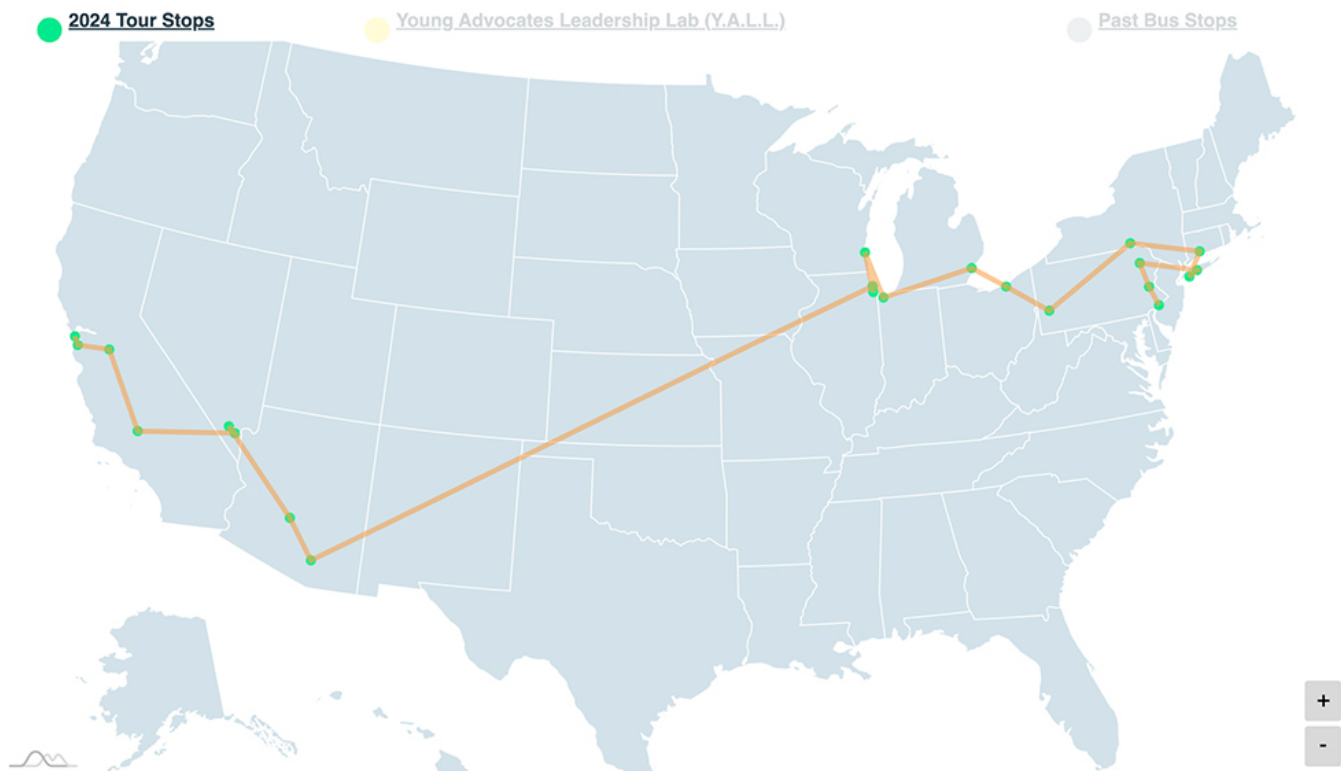 2024 Tour Stops
Young Advocates Leadership Lab (Y.A.L.L.)
Past Bus Stops
+
-